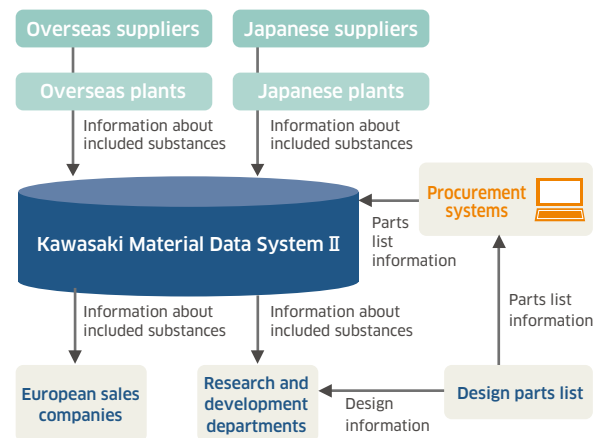 Overseas suppliers
Japanese suppliers
Overseas plants
Japanese plants
Information about
included substances
Information about
included substances
Procurement
systems
Kawasaki Material Data System Ⅱ
Parts
list
information
Parts list
information
Information about
included substances
Information about
included substances
European sales
companies
Research and
development
departments
Design
information
Design parts list